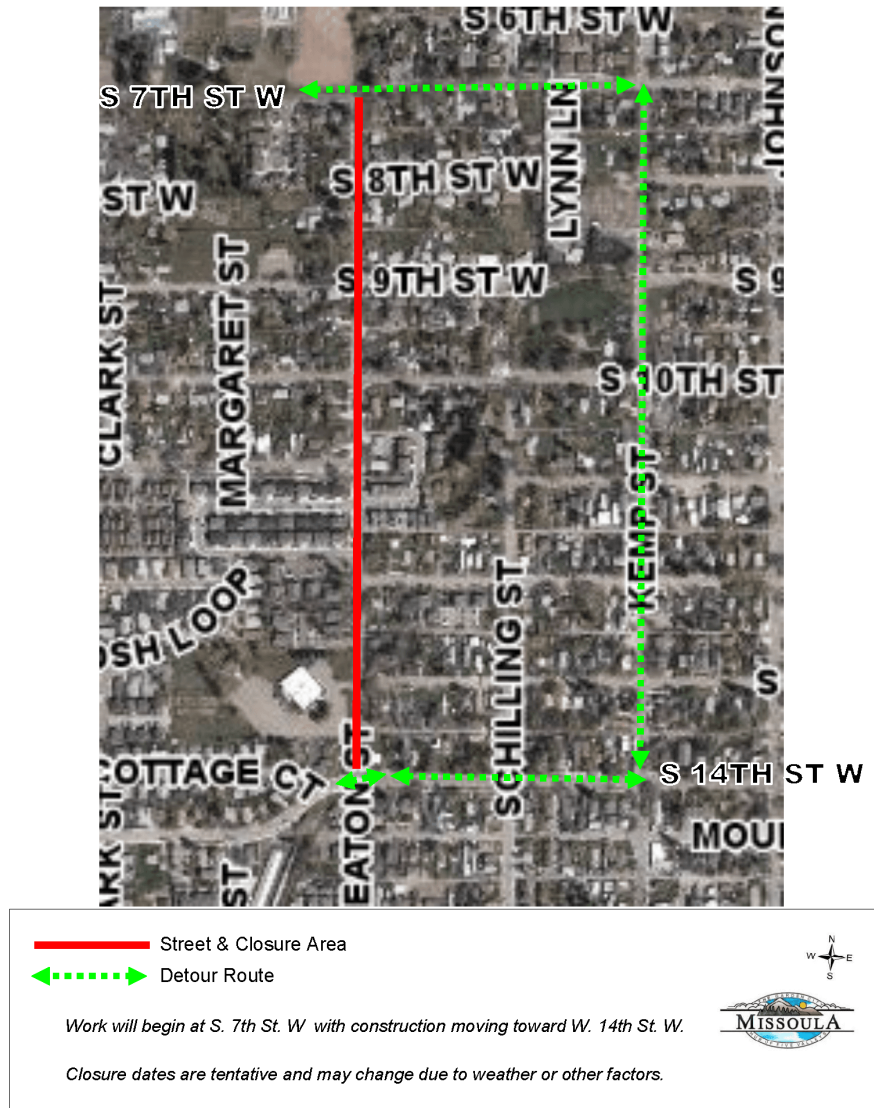 S 6TH ST W
S 7TH ST W
LYNN LN
S 8TH ST W
ST W
S 9TH ST W
S 9
MARGARET ST
CLARK ST
S 10TH ST
KEMP ST
OSH LOOP
SCHILLING ST
S
COTTAGE CT
EATON ST
S 14TH ST W
ARK ST
ST
MOU
Street & Closure Area
Detour Route
N
W E
S
Work will begin at S. 7th St. W with construction moving toward W. 14th St. W.
MISSOULA
Closure dates are tentative and may change due to weather or other factors.